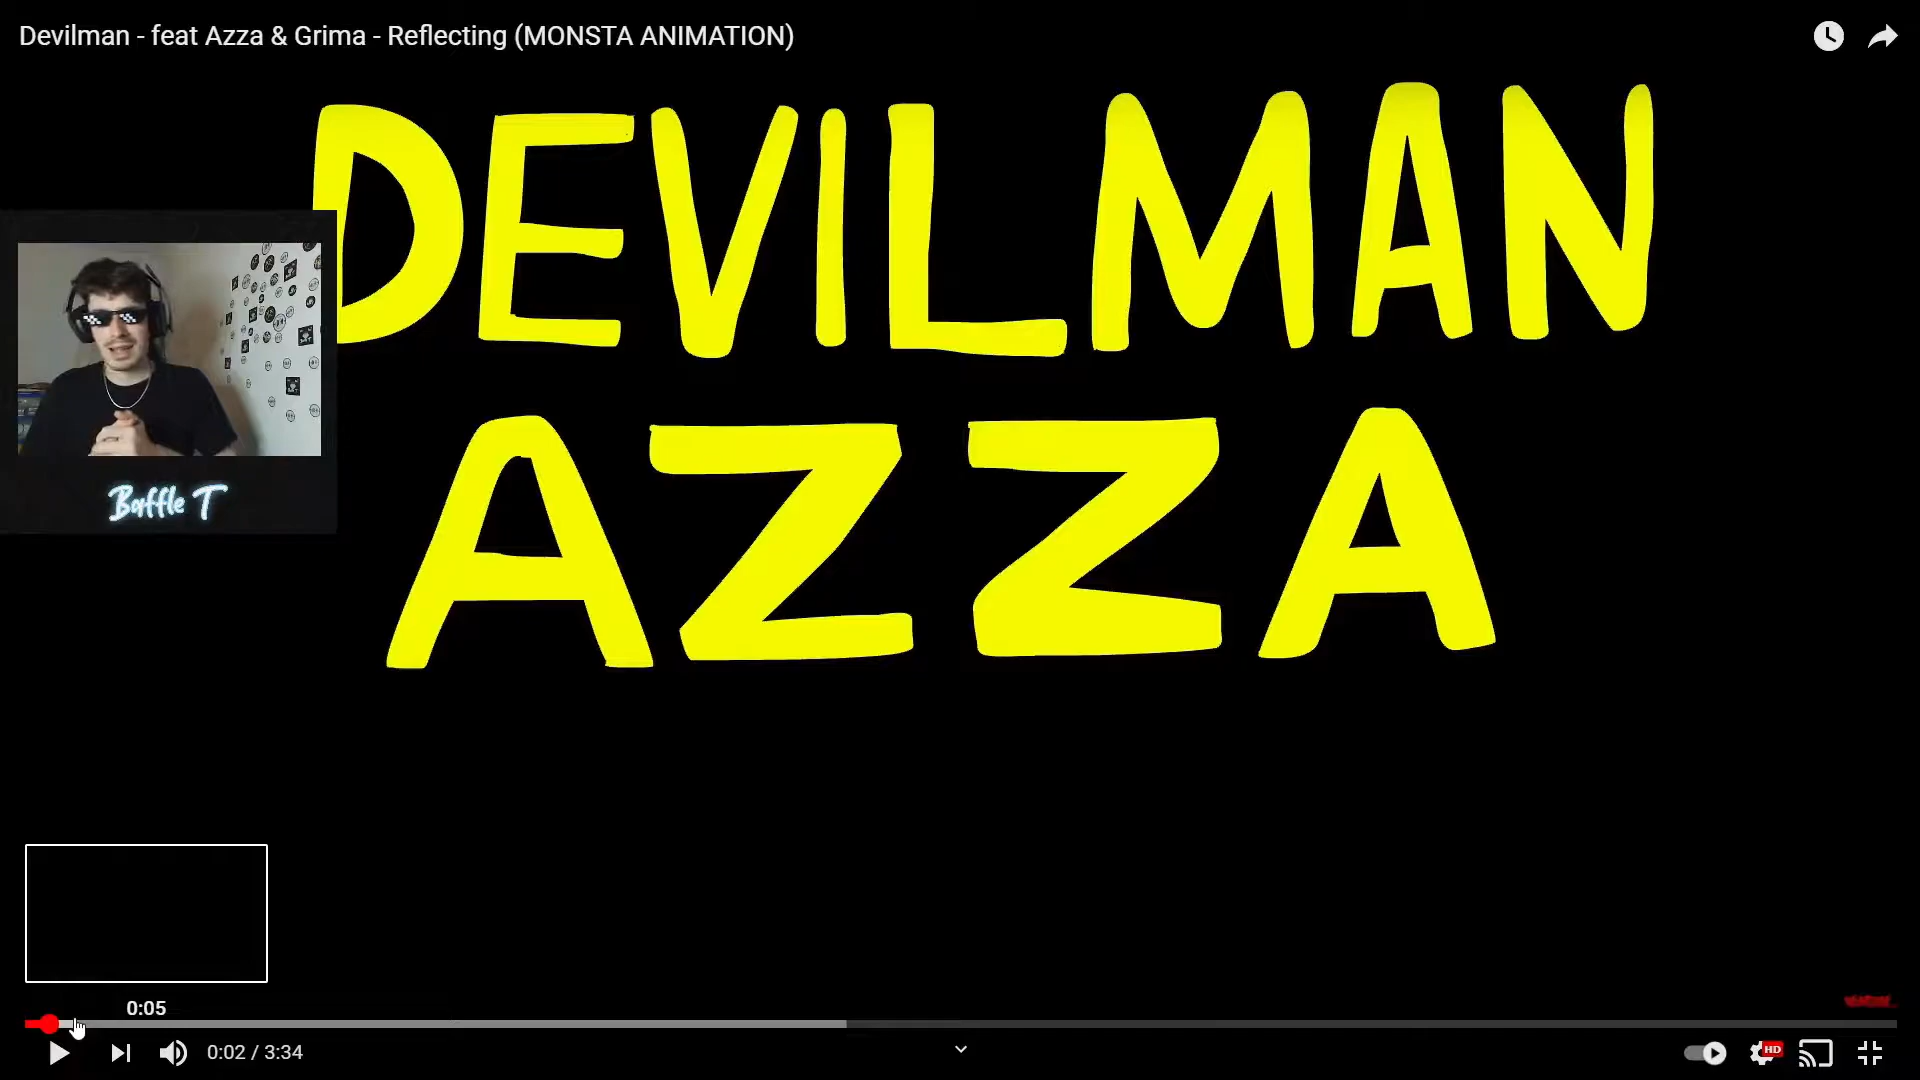 Devilman - feat Azza & Grima - Reflecting (MONSTA ANIMATION)
DEVILMAN
AZZA
Baffle T
0:05
0:02 / 3:34
HD